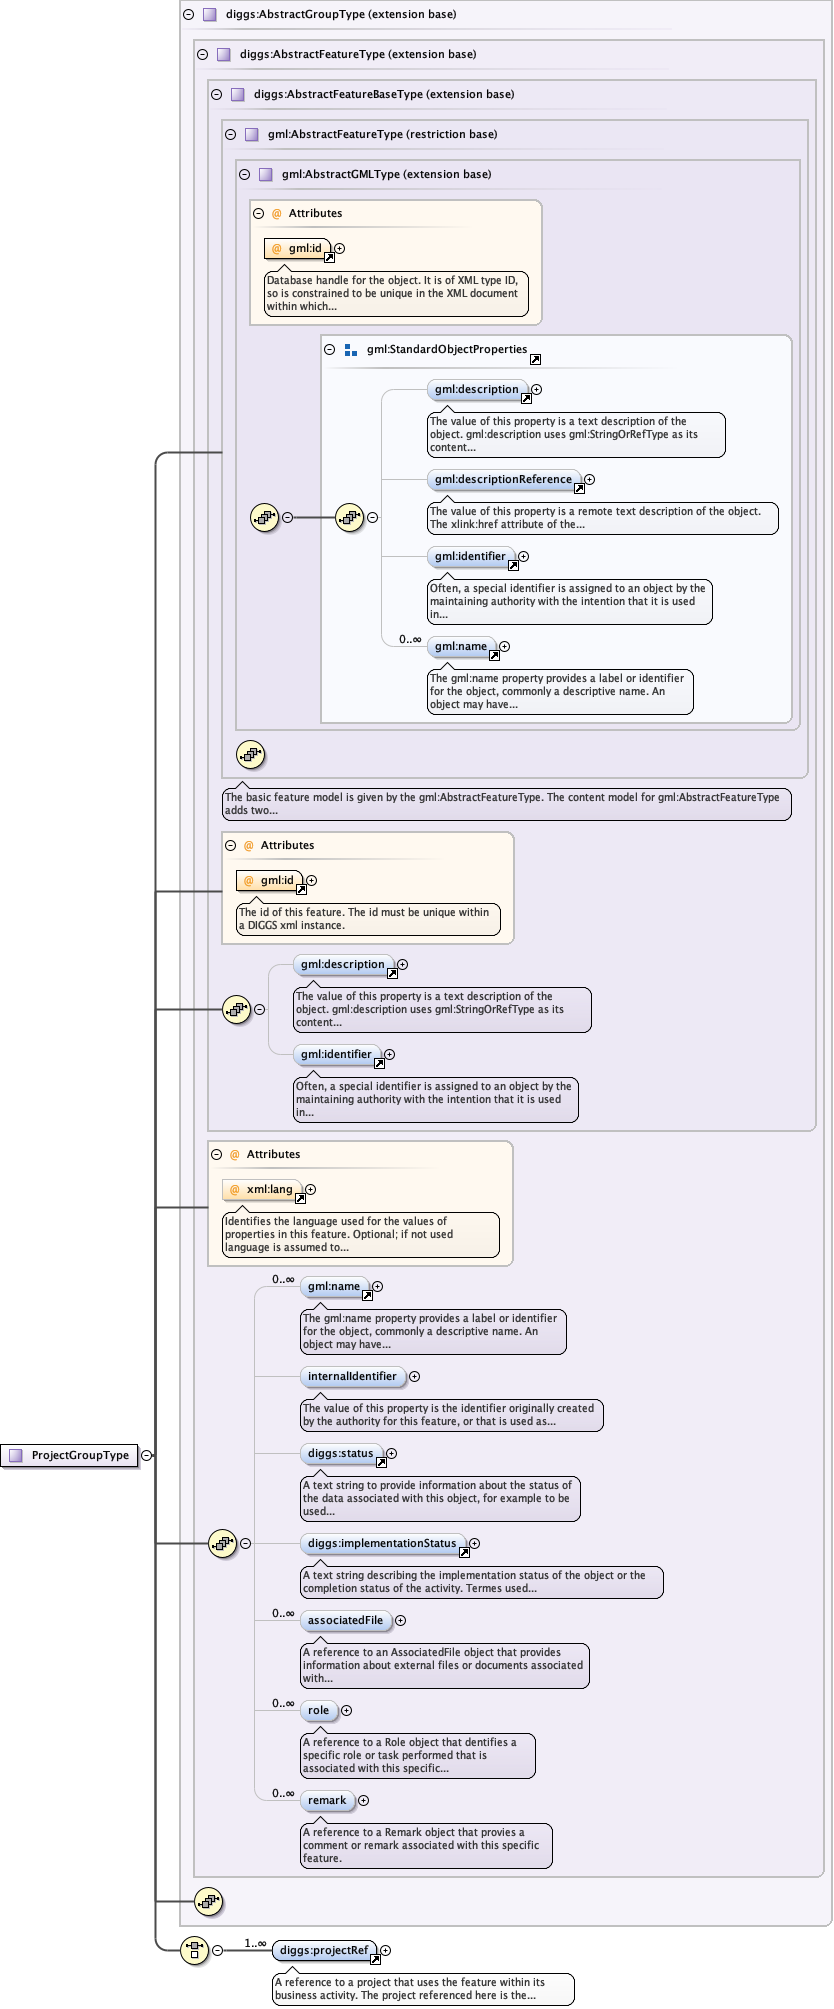 diggs:AbstractGroupType (extension base)
diggs:AbstractFeatureType (extension base)
diggs:AbstractFeatureBaseType (extension base)
gml:AbstractFeatureType (restriction base)
gml:AbstractGMLType (extension base)
@ Attributes
@ gml:id
Database handle for the object. It is of XML type ID,
so is constrained to be unique in the XML document
within which...
gml:StandardObjectProperties
gml:description
The value of this property is a text description of the
object. gml:description uses gml:StringOrRefType as its
content...
gml:descriptionReference
The value of this property is a remote text description of the object.
The xlink:href attribute of the...
gml:identifier
Often, a special identifier is assigned to an object by the
maintaining authority with the intention that it is used
in...
0..∞
gml:name
The gml:name property provides a label or identifier
for the object, commonly a descriptive name. An
object may have...
The basic feature model is given by the gml:AbstractFeatureType. The content model for gml:AbstractFeatureType
adds two...
@ Attributes
@ gml:id
The id of this feature. The id must be unique within
a DIGGS xml instance.
gml:description
The value of this property is a text description of the
object. gml:description uses gml:StringOrRefType as its
content...
gml:identifier
Often, a special identifier is assigned to an object by the
maintaining authority with the intention that it is used
in...
@ Attributes
@ xml:lang
Identifies the language used for the values of
properties in this feature. Optional; if not used
language is assumed to...
0..∞
gml:name
The gml:name property provides a label or identifier
for the object, commonly a descriptive name. An
object may have...
internalIdentifier
The value of this property is the identifier originally created
by the authority for this feature, or that is used as...
ProjectGroupType
diggs:status
A text string to provide information about the status of
the data associated with this object, for example to be
used...
diggs:implementationStatus
A text string describing the implementation status of the object or the
completion status of the activity. Termes used...
0..∞
associatedFile
A reference to an AssociatedFile object that provides
information about external files or documents associated
with...
0..∞
role
A reference to a Role object that dentifies a
specific role or task performed that is
associated with this specific...
0..∞
remark
A reference to a Remark object that provies a
comment or remark associated with this specific
feature.
1..∞
diggs:projectRef
A reference to a project that uses the feature within its
business activity. The project referenced here is the...